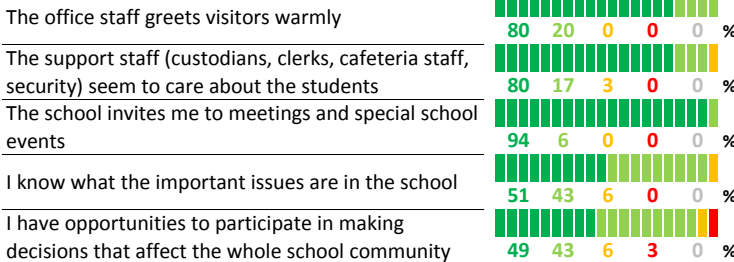 The office staff greets visitors warmly
80 20 0 0 0 %
The support staff (custodians, clerks, cafeteria staff,
security) seem to care about the students
80 17 3 0 0 %
The school invites me to meetings and special school
events
94 6 0 0 0 %
I know what the important issues are in the school
51 43 6 0 0 %
I have opportunities to participate in making
decisions that affect the whole school community
49 43 6 3 0 %